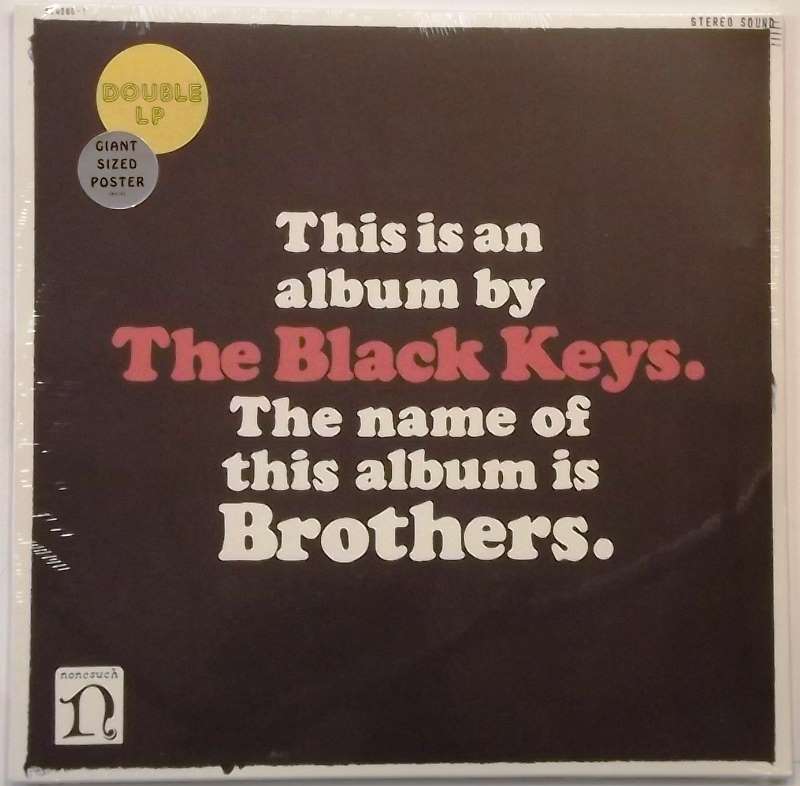 STEREO SOUND
DOUBLE
LP
GIANT
SIZED
POSTER
This is an
album by
The Black Keys.
The name of
this album is
Brothers.
nonesuch
n